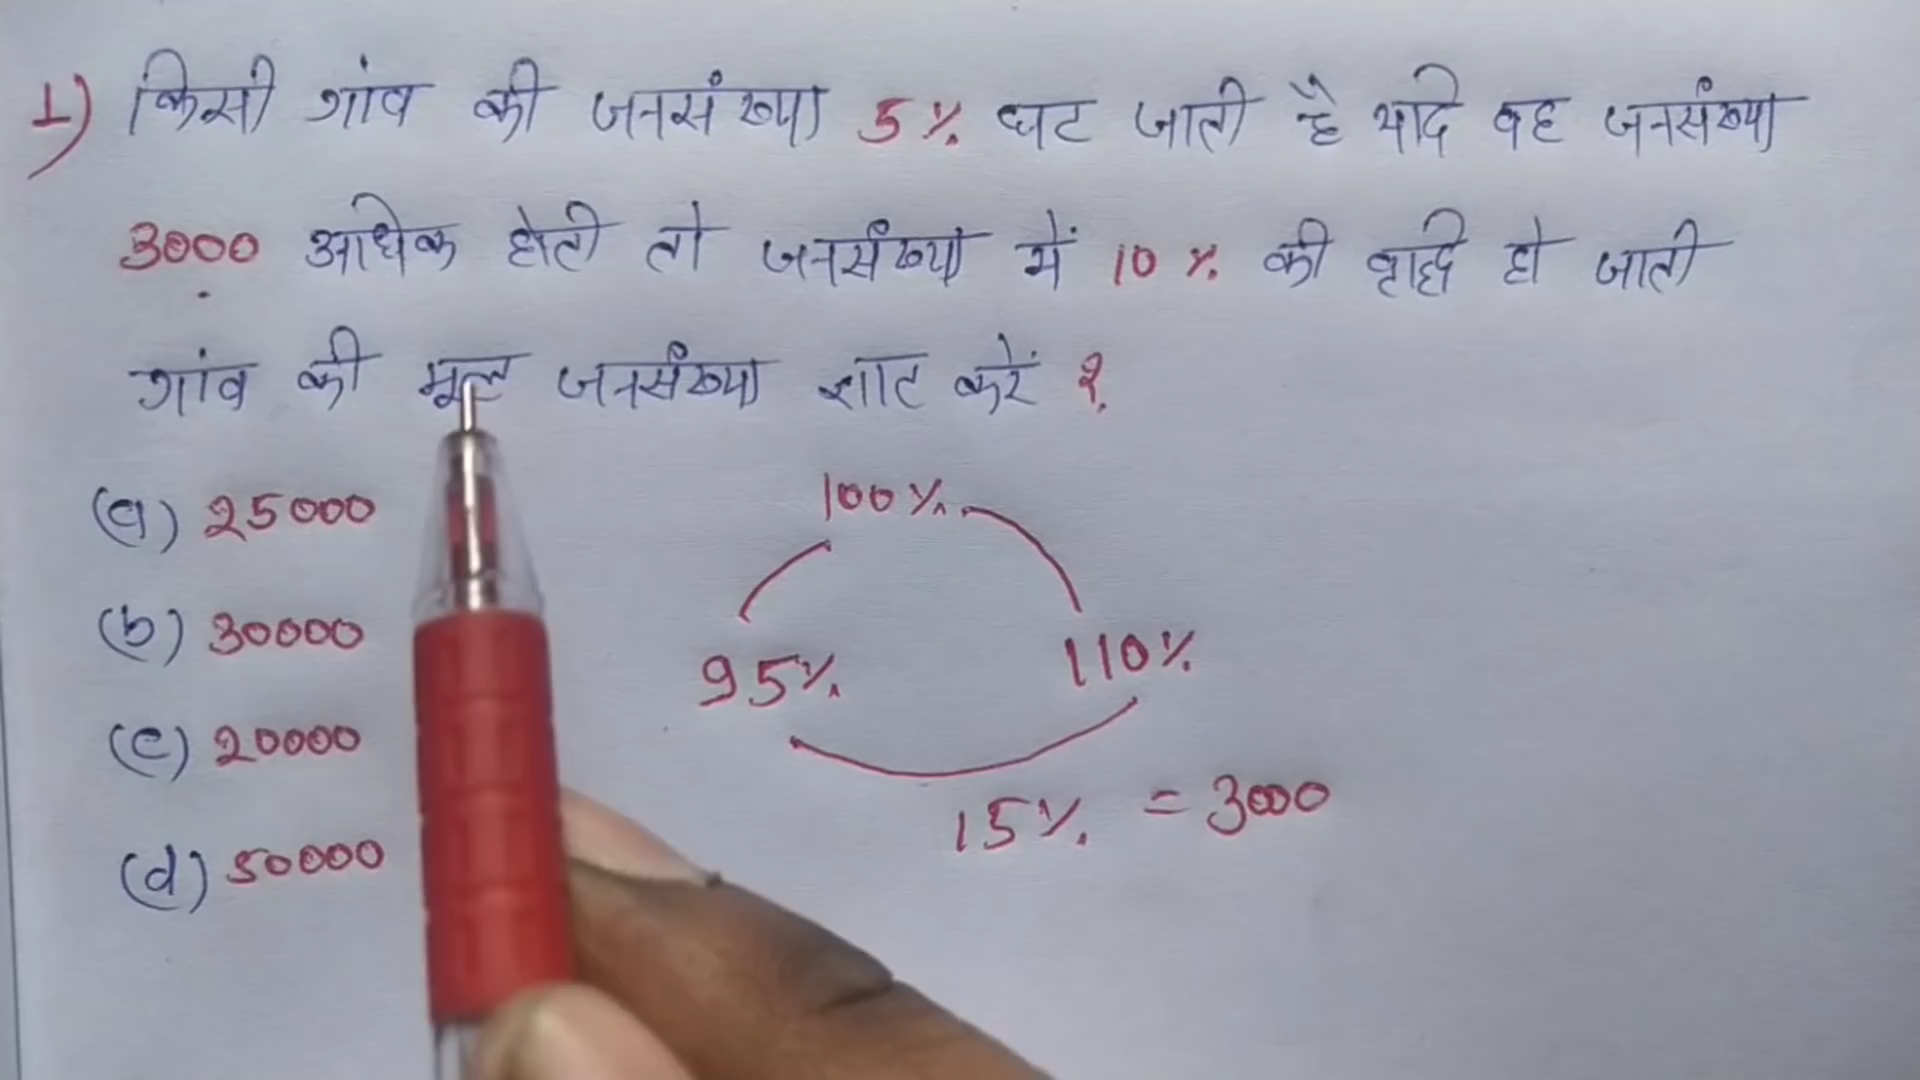 1) किसी गांव की जनसंख्या 5% घट जाती है यदि वह जनसंख्या
3000 अधिक होती तो जनसंख्या में 10% की वृद्धि हो जाती
गांव की मूल जनसंख्या ज्ञात करें ?
(a) 25000
100%
(b) 30000
95% 110%
(c) 20000
15% = 3000
(d) 50000